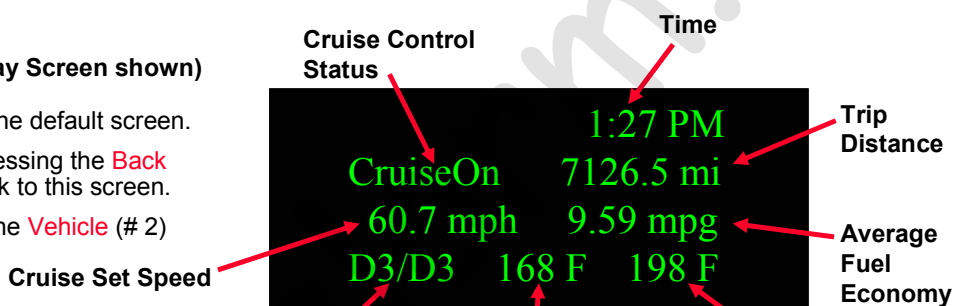 Time
Cruise Control
Status
ay Screen shown)
he default screen.
essing the Back
k to this screen.
he Vehicle (# 2)
Cruise Set Speed
1:27 PM
CruiseOn 7126.5 mi
60.7 mph 9.59 mpg
D3/D3 168 F 198 F
Trip
Distance
Average
Fuel
Economy